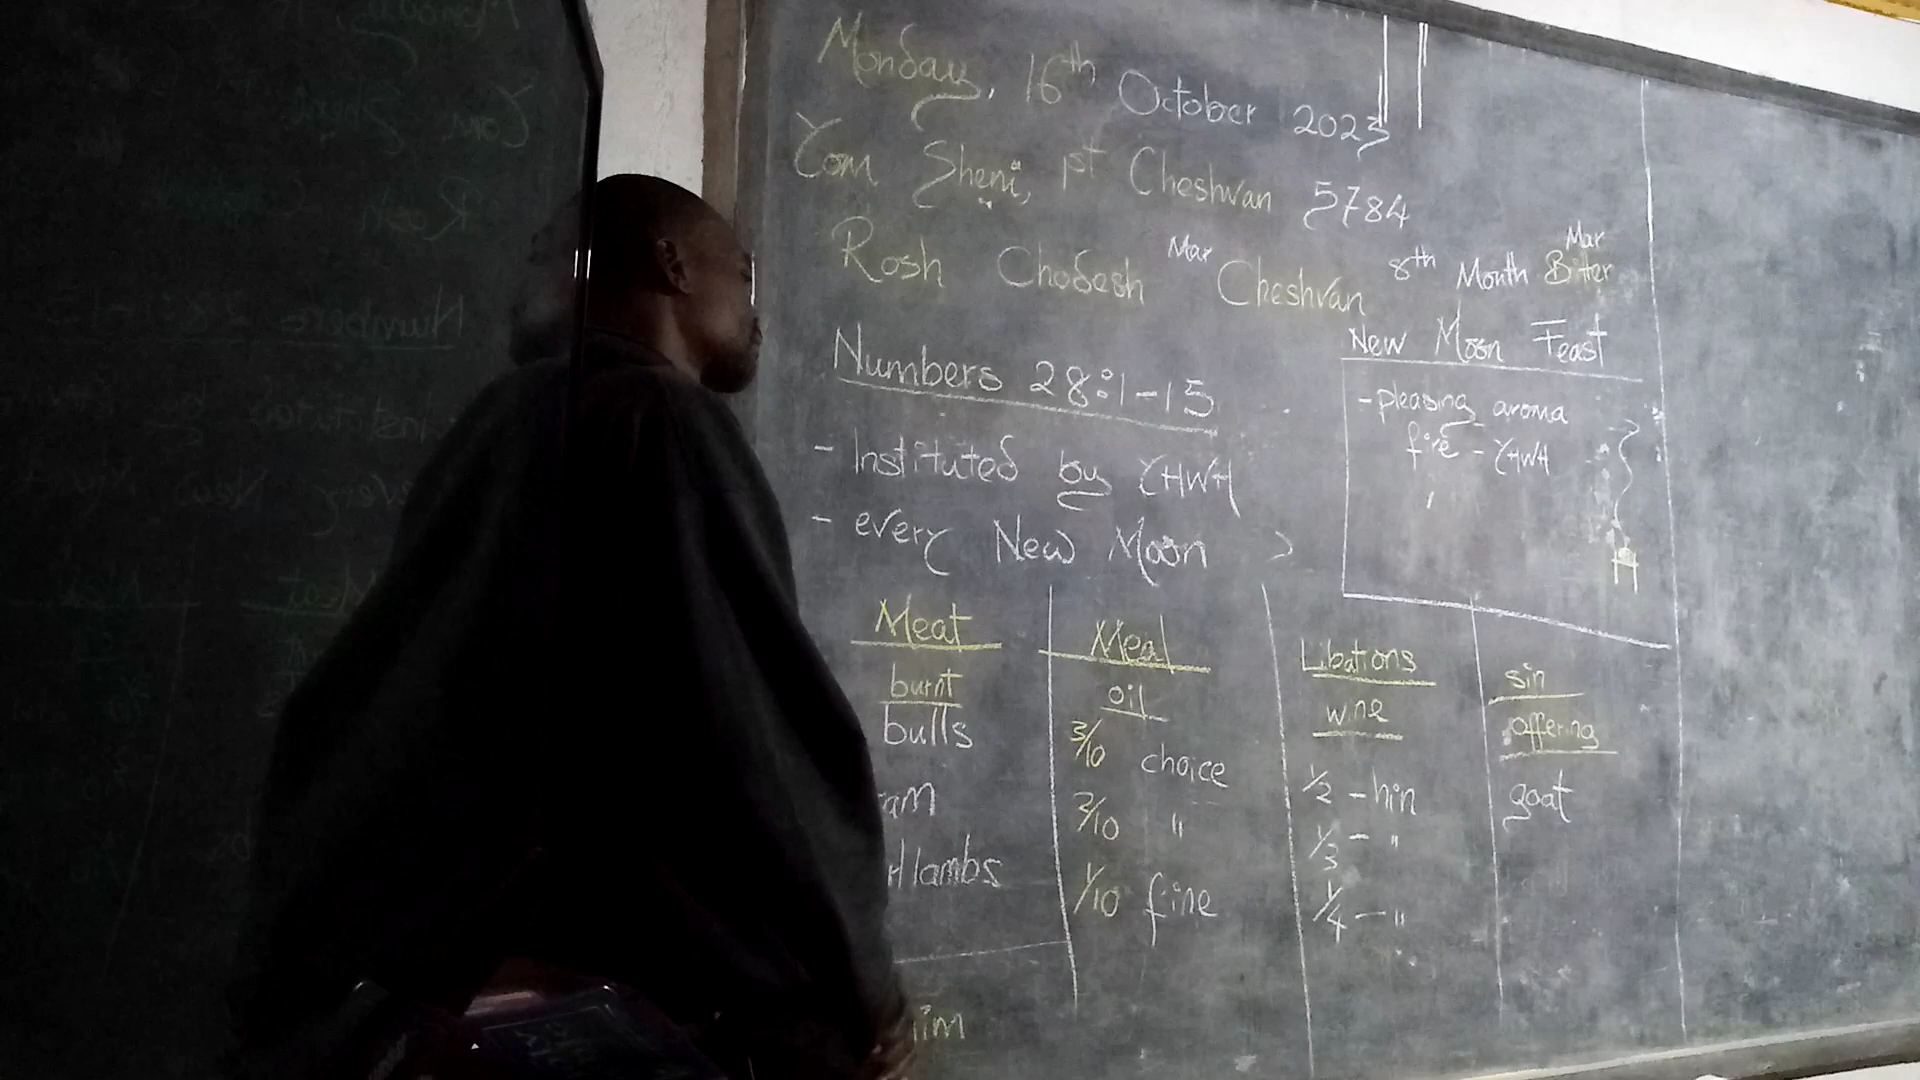 Monday, 16th October 2023
Yom Sheni, 1st Cheshvan 5784
Rosh Chodesh Mar Cheshvan 8th Month Mar Bitter
Numbers 28:1-15
- Instituted by YHWH
- every New Moon >
New Moon Feast
- pleasing aroma
fire - YHWH
Meat
burnt
bulls
am
lambs
Meal
oil
3/10 choice
2/10 "
1/10 fine
Libations
wine
1/2 - hin
1/3 - "
1/4 - "
sin
offering
goat